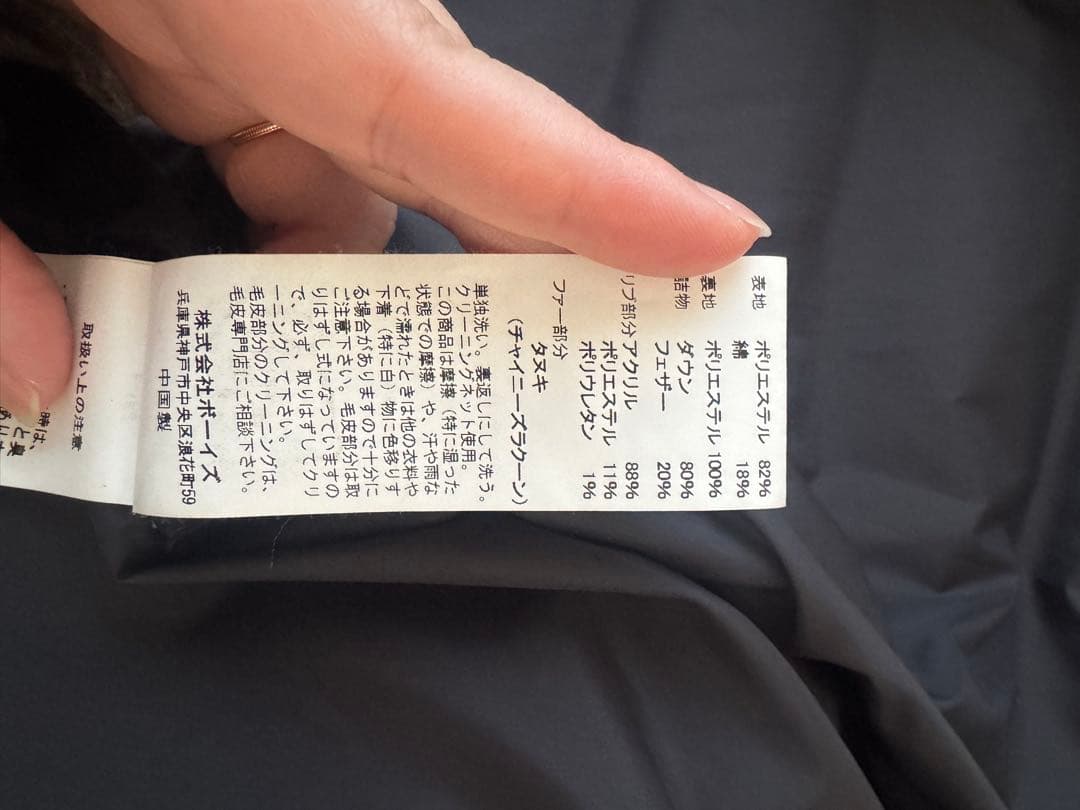 表地 ポリエステル 82%
綿 18%
裏地 ポリエステル 100%
詰物 ダウン 80%
フェザー 20%
リブ部分 アクリル 88%
ポリエステル 11%
ポリウレタン 1%
ファー部分
タヌキ
(チャイニーズラクーン)
単独洗い。裏返しにして洗う。
クリーニングネット使用。
この商品は摩擦（特に湿った
状態での摩擦）や、汗や雨な
どで濡れたときは他の衣料や
下着（特に白）物に色移りす
る場合がありますので十分に
ご注意下さい。毛皮部分は取
りはずし式になっていますの
で、必ず、取りはずしてクリ
ーニングして下さい。
毛皮部分のクリーニングは、
毛皮専門店にご相談下さい。
株式会社ボーイズ
兵庫県神戸市中央区浪花町59
中国製
取扱い上の注意
時は、